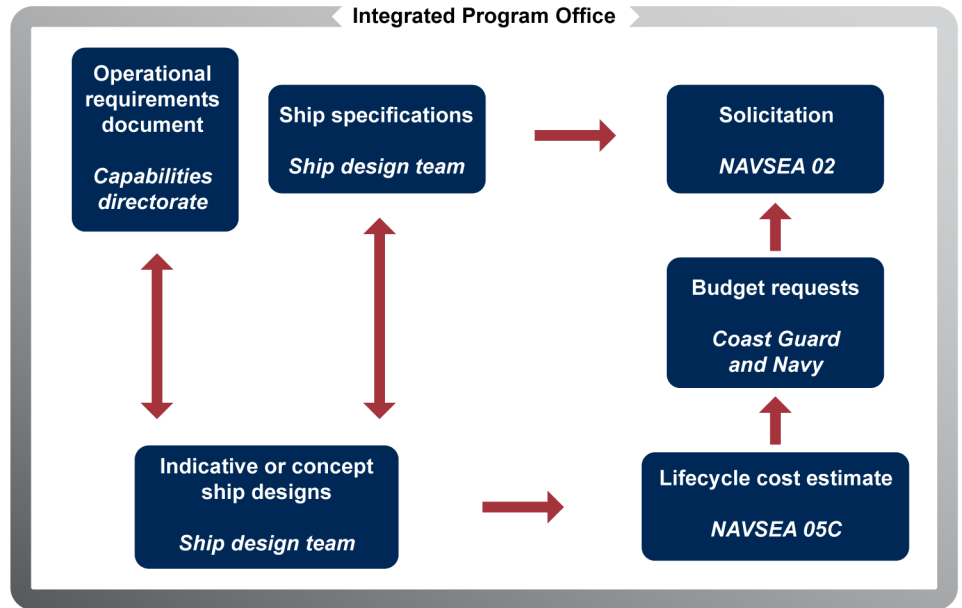 Integrated Program Office
Operational
requirements
document
Capabilities
directorate
Ship specifications
Ship design team
Solicitation
NAVSEA 02
Budget requests
Coast Guard
and Navy
Indicative or concept
ship designs
Ship design team
Lifecycle cost estimate
NAVSEA 05C